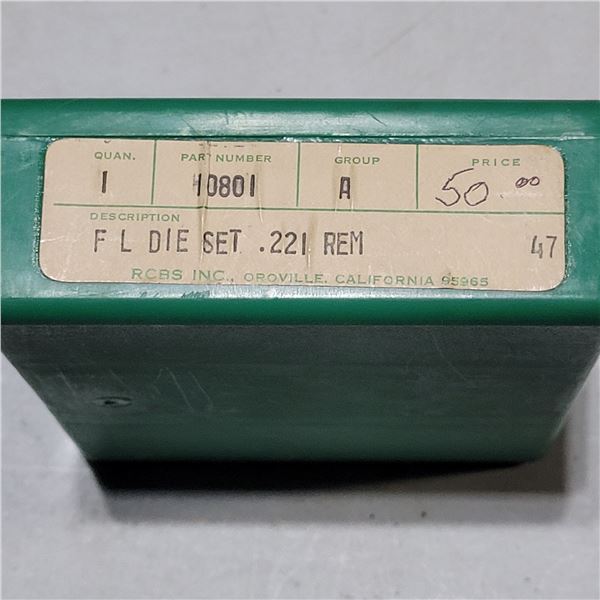 QUAN. PART NUMBER GROUP PRICE
1 10801 A 50.00
DESCRIPTION
F L DIE SET .221 REM 47
RCBS INC., OROVILLE, CALIFORNIA 95965